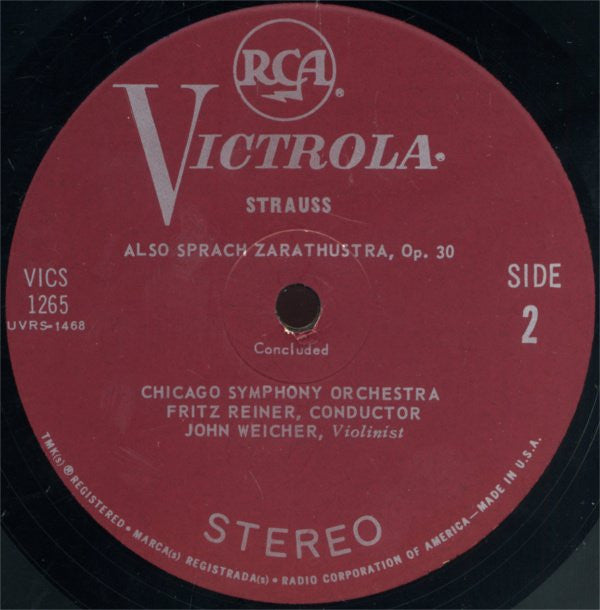 RCA®
VICTROLA®
STRAUSS
ALSO SPRACH ZARATHUSTRA, Op. 30
VICS
1265
UVRS-1468
SIDE
2
Concluded
CHICAGO SYMPHONY ORCHESTRA
FRITZ REINER, CONDUCTOR
JOHN WEICHER, Violinist
STEREO
TMK(s) ® REGISTERED • MARCA(s) REGISTRADA(s) • RADIO CORPORATION OF AMERICA—MADE IN U.S.A.